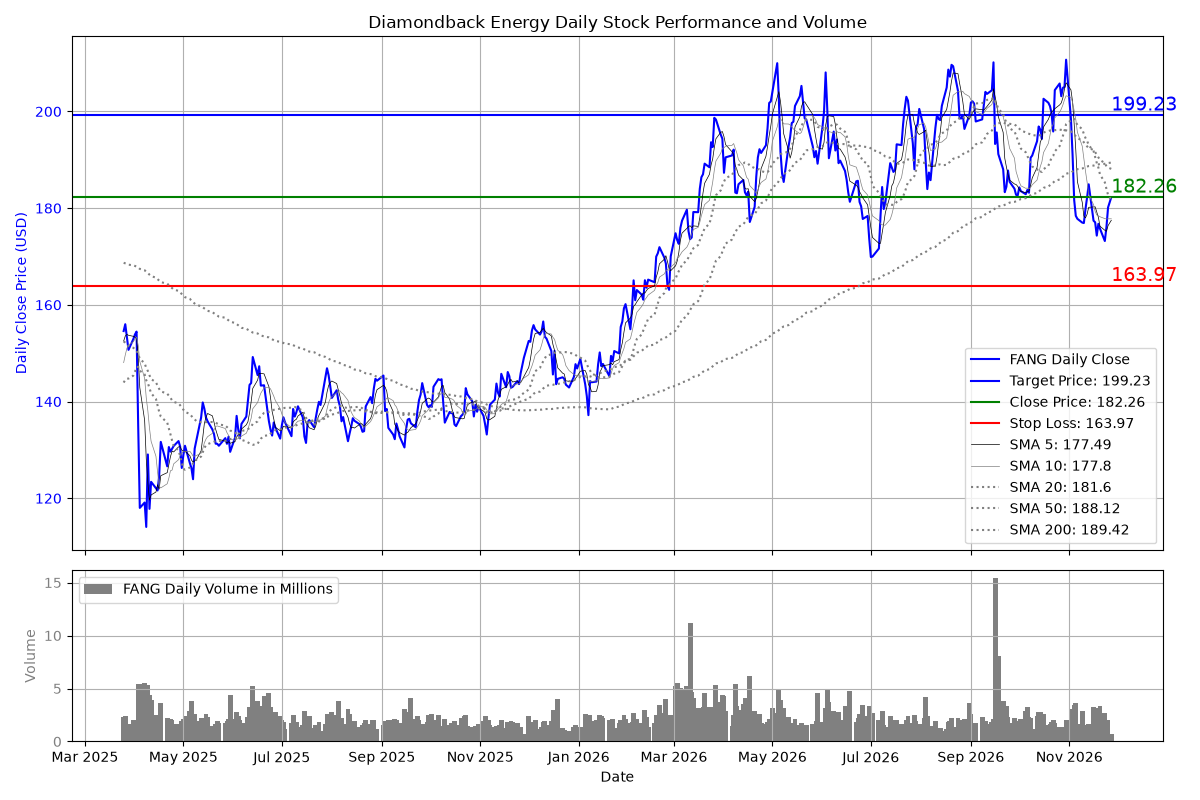 Diamondback Energy Daily Stock Performance and Volume
Daily Close Price (USD)
200
180
160
140
120
199.23
182.26
163.97
FANG Daily Close
Target Price: 199.23
Close Price: 182.26
Stop Loss: 163.97
SMA 5: 177.49
SMA 10: 177.8
SMA 20: 181.6
SMA 50: 188.12
SMA 200: 189.42
Volume
15
10
5
0
FANG Daily Volume in Millions
Mar 2025 May 2025 Jul 2025 Sep 2025 Nov 2025 Jan 2026 Mar 2026 May 2026 Jul 2026 Sep 2026 Nov 2026
Date